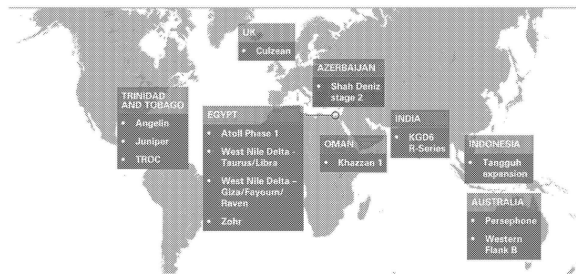 UK
• Culzean
AZERBAIJAN
• Shah Deniz
stage 2
TRINIDAD
AND TOBAGO
• Angelin
• Juniper
• TROC
EGYPT
• Atoll Phase 1
• West Nile Delta -
Taurus/Libra
• West Nile Delta –
Giza/Fayoum/
Raven
• Zohr
OMAN
• Khazzan 1
INDIA
• KGD6
R-Series
INDONESIA
• Tangguh
expansion
AUSTRALIA
• Persephone
• Western
Flank B